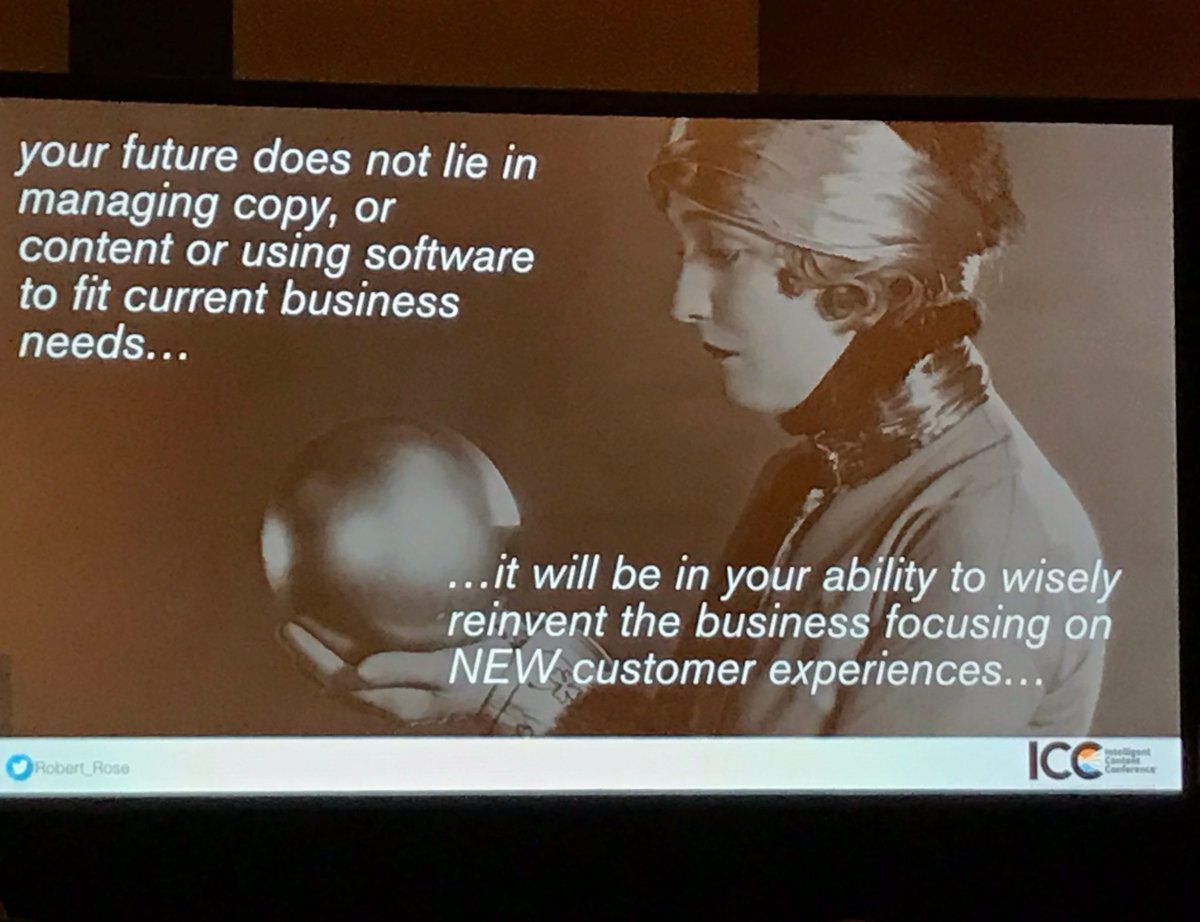 your future does not lie in
managing copy, or
content or using software
to fit current business
needs...
...it will be in your ability to wisely
reinvent the business focusing on
NEW customer experiences...
Robert_Rose
ICC
Intelligent
Content
Conference